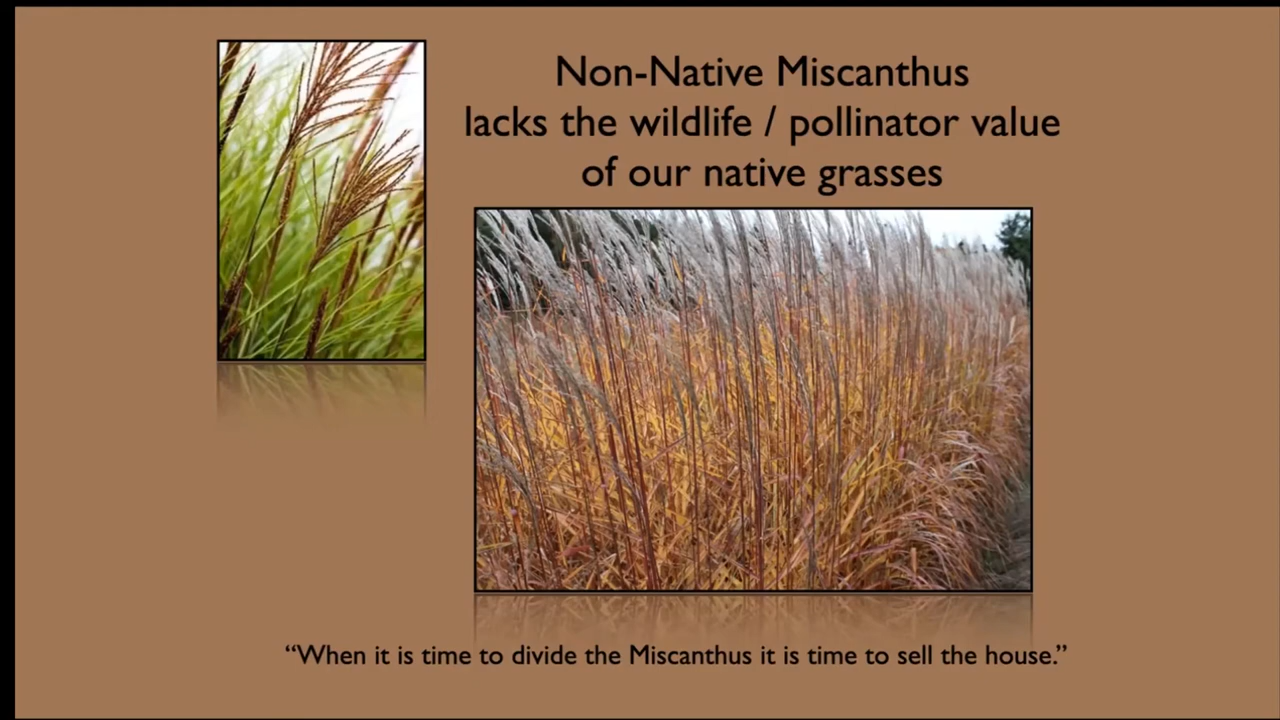 Non-Native Miscanthus
lacks the wildlife / pollinator value
of our native grasses
“When it is time to divide the Miscanthus it is time to sell the house.”